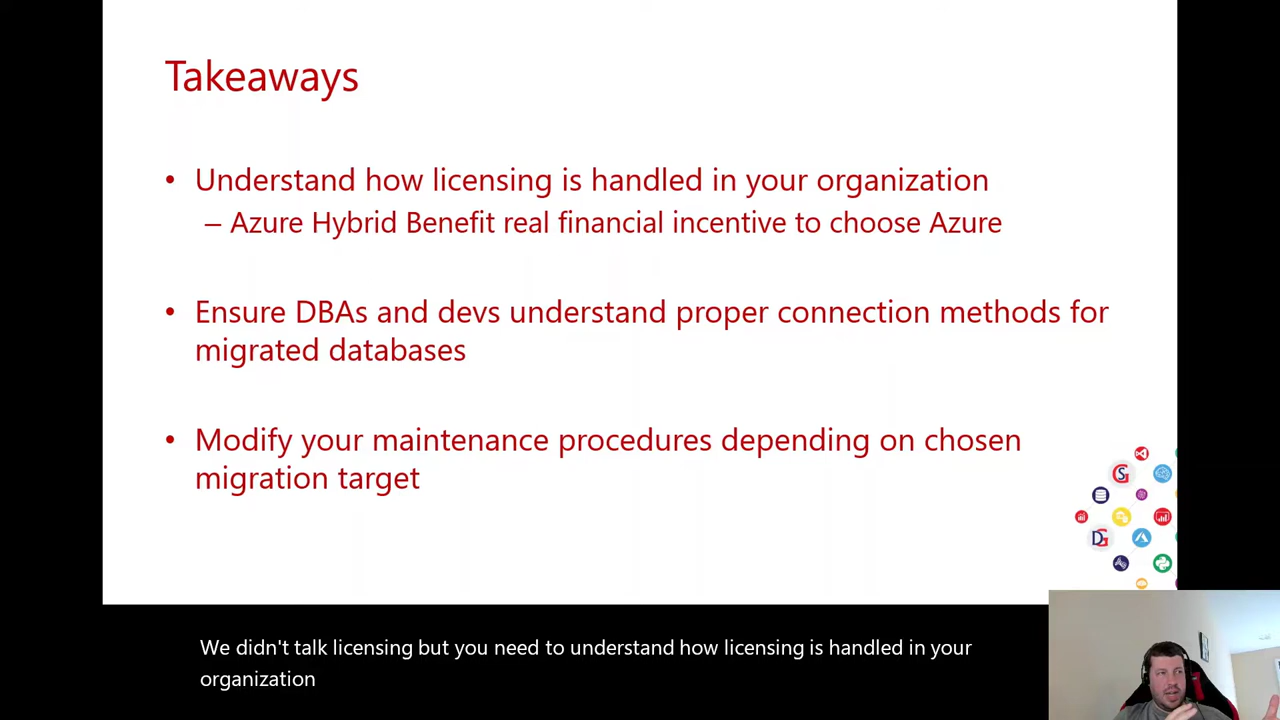 Takeaways
• Understand how licensing is handled in your organization
– Azure Hybrid Benefit real financial incentive to choose Azure
• Ensure DBAs and devs understand proper connection methods for
migrated databases
• Modify your maintenance procedures depending on chosen
migration target
We didn't talk licensing but you need to understand how licensing is handled in your
organization